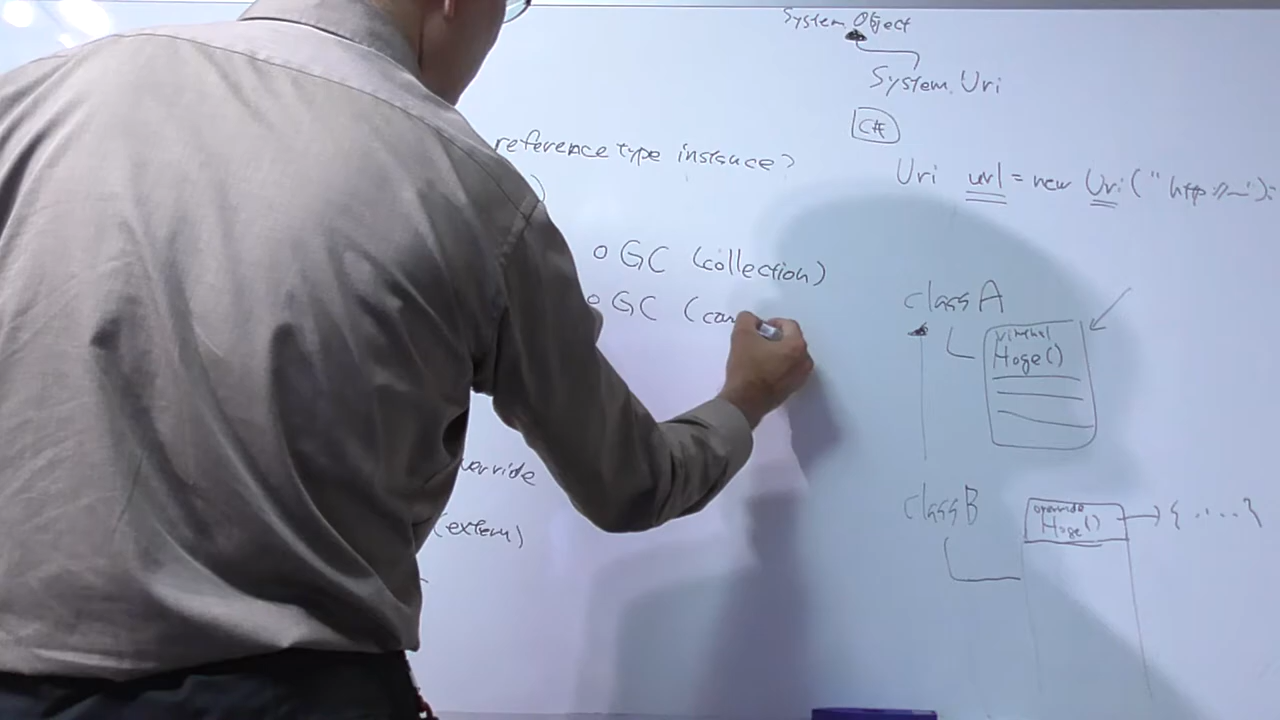 System.Object
System.Uri
C#
reference type instance?
)
Uri url = new Uri("http://~");
GC (collection)
GC (com
class A
virtual
Hoge()
(extern)
class B
override
Hoge()
{ .... }